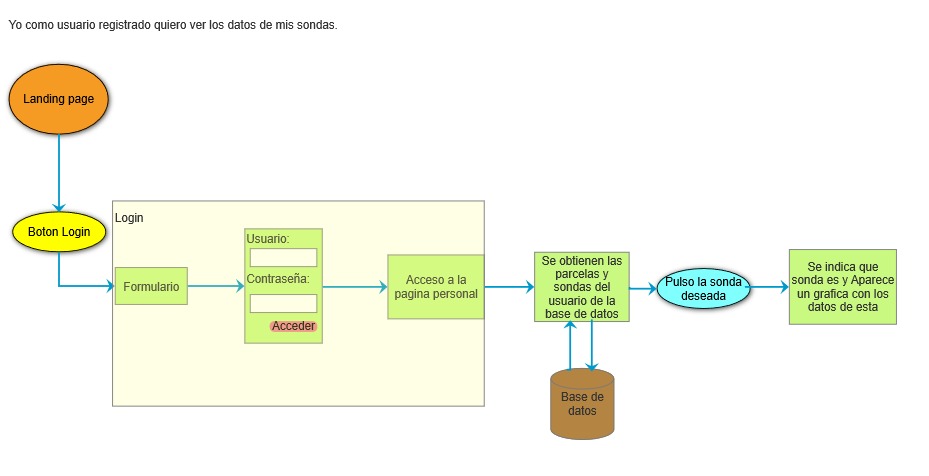 Yo como usuario registrado quiero ver los datos de mis sondas.
Landing page
Boton Login
Login
Formulario
Usuario:
Contraseña:
Acceder
Acceso a la
pagina personal
Se obtienen las
parcelas y
sondas del
usuario de la
base de datos
Base de
datos
Pulso la sonda
deseada
Se indica que
sonda es y Aparece
un grafica con los
datos de esta